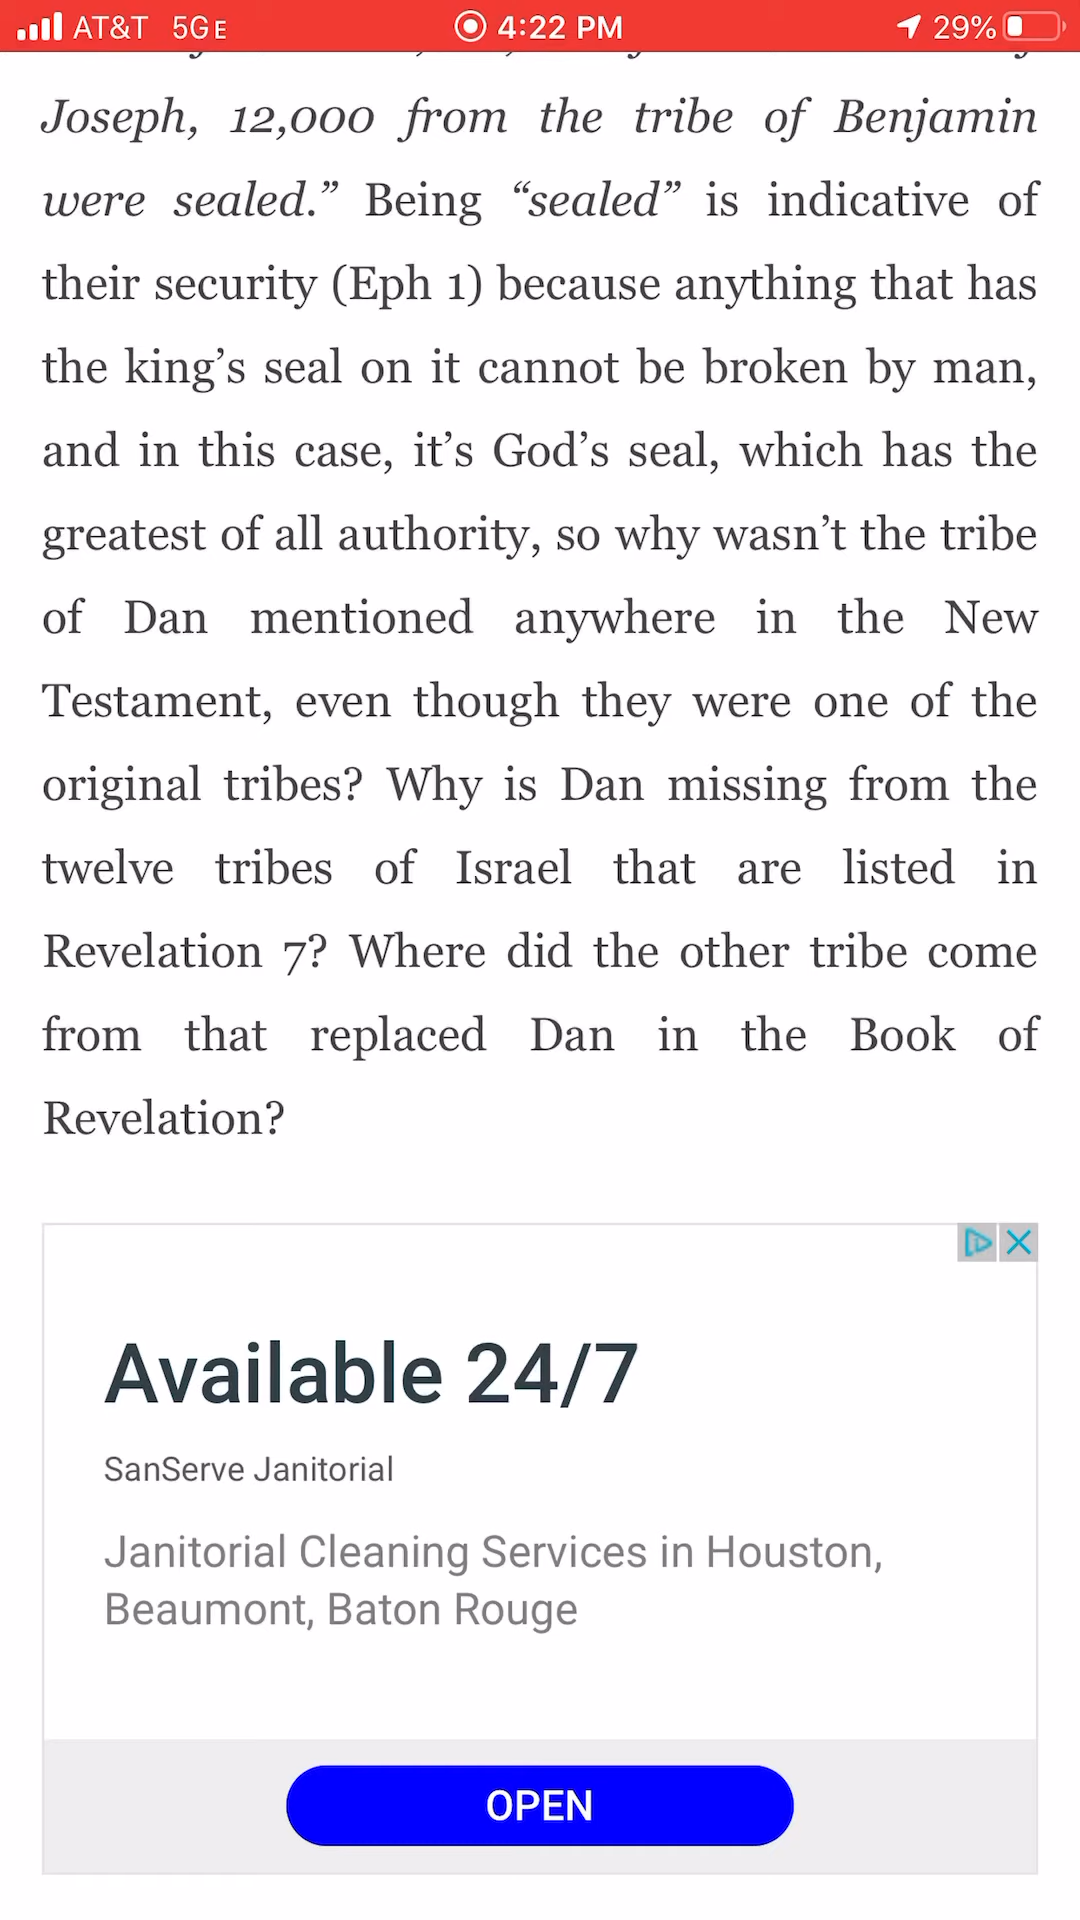 AT&T 5GE 4:22 PM 29%
Joseph, 12,000 from the tribe of Benjamin
were sealed.” Being “sealed” is indicative of
their security (Eph 1) because anything that has
the king’s seal on it cannot be broken by man,
and in this case, it’s God’s seal, which has the
greatest of all authority, so why wasn’t the tribe
of Dan mentioned anywhere in the New
Testament, even though they were one of the
original tribes? Why is Dan missing from the
twelve tribes of Israel that are listed in
Revelation 7? Where did the other tribe come
from that replaced Dan in the Book of
Revelation?
Available 24/7
SanServe Janitorial
Janitorial Cleaning Services in Houston,
Beaumont, Baton Rouge
OPEN